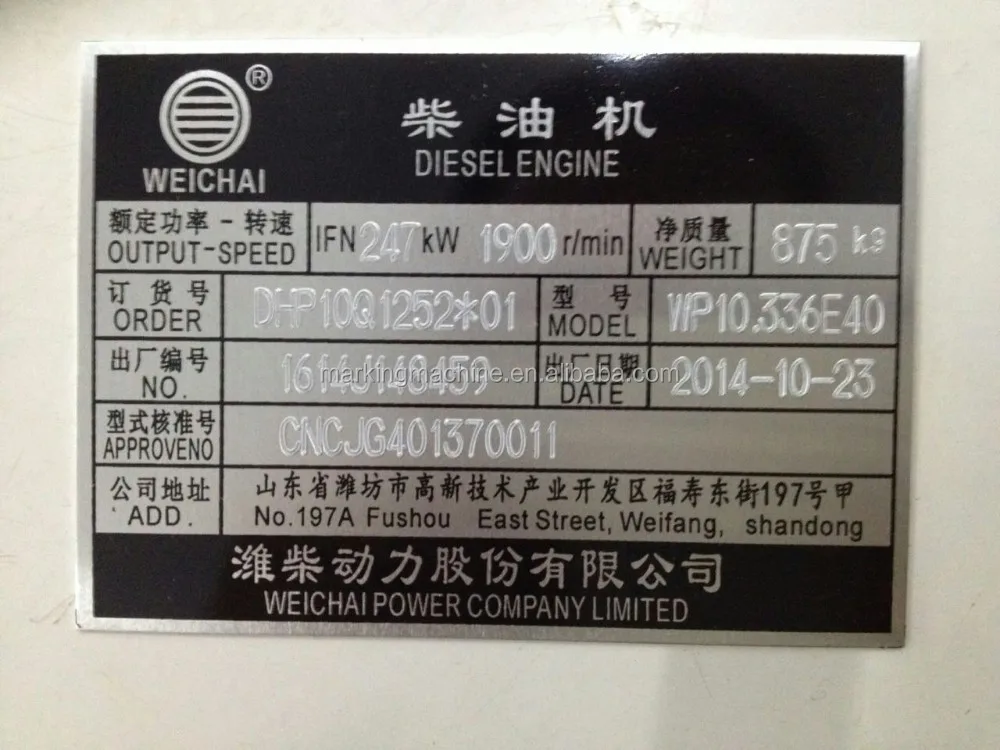 ®
WEICHAI
柴油机
DIESEL ENGINE
额定功率 - 转速 OUTPUT-SPEED IFN 247 kW 1900 r/min 净质量 WEIGHT 875 kg
订货号 ORDER DHP10Q1252*01 型号 MODEL WP10.336E40
出厂编号 NO. 1614J148459 出厂日期 DATE 2014-10-23
markingmachine.en.alibaba.com
型式核准号 APPROVENO CNCJG401370011
公司地址 山东省潍坊市高新技术产业开发区福寿东街197号甲
ADD. No.197A Fushou East Street, Weifang, shandong
潍柴动力股份有限公司
WEICHAI POWER COMPANY LIMITED